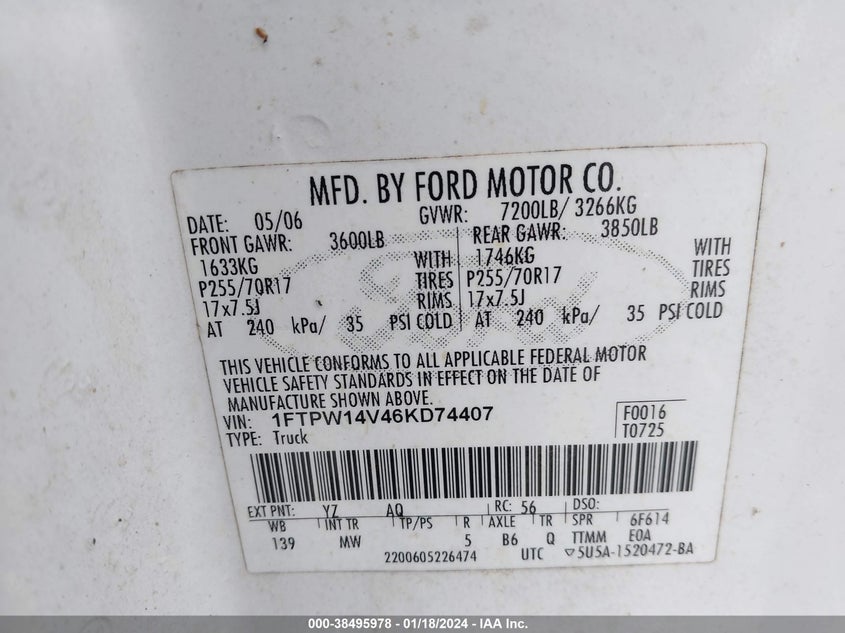 MFD. BY FORD MOTOR CO.
DATE: 05/06 GVWR: 7200LB/ 3266KG
FRONT GAWR: 3600LB REAR GAWR: 3850LB
1633KG WITH 1746KG WITH
P255/70R17 TIRES P255/70R17 TIRES
17x7.5J RIMS 17x7.5J RIMS
AT 240 kPa/ 35 PSI COLD AT 240 kPa/ 35 PSI COLD
THIS VEHICLE CONFORMS TO ALL APPLICABLE FEDERAL MOTOR
VEHICLE SAFETY STANDARDS IN EFFECT ON THE DATE OF
MANUFACTURE SHOWN ABOVE.
VIN: 1FTPW14V46KD74407 F0016
TYPE: Truck T0725
EXT PNT: YZ AQ RC: 56 DSO:
WB INT TR TP/PS R AXLE TR SPR 6F614
139 MW 5 B6 Q TTMM E0A
2200605226474 UTC ▽5U5A-1520472-BA
000-38495978 - 01/18/2024 - IAA Inc.